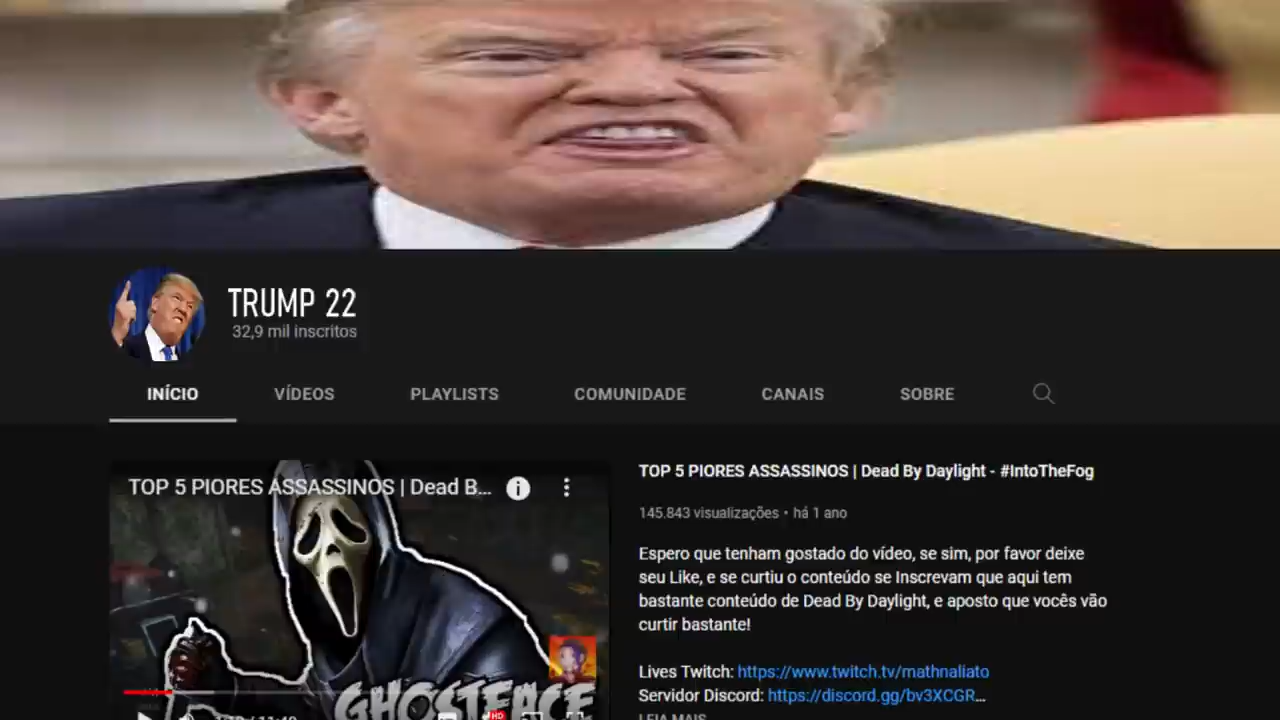 TRUMP 22
32,9 mil inscritos
INÍCIO VÍDEOS PLAYLISTS COMUNIDADE CANAIS SOBRE
TOP 5 PIORES ASSASSINOS | Dead B...
TOP 5 PIORES ASSASSINOS | Dead By Daylight - #IntoTheFog
145.843 visualizações • há 1 ano
Espero que tenham gostado do vídeo, se sim, por favor deixe
seu Like, e se curtiu o conteúdo se Inscrevam que aqui tem
bastante conteúdo de Dead By Daylight, e aposto que vocês vão
curtir bastante!
Lives Twitch: https://www.twitch.tv/mathnaliato
Servidor Discord: https://discord.gg/bv3XCGR...
GHOSTFACE
HD
LEIA MAIS